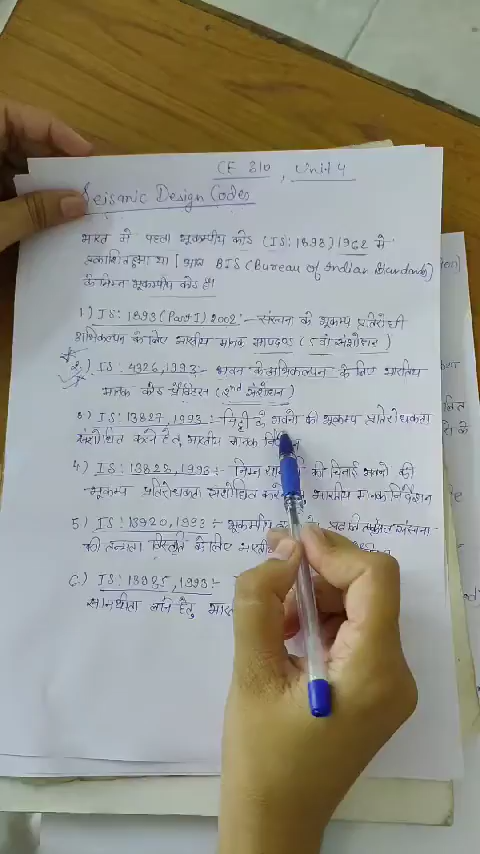 CE 810, Unit 4
Seismic Design Codes
भारत मे पहला भूकम्पीय कोड (IS: 1893) 1962 मे
प्रकाशित हुआ था | BIS (Bureau of Indian Standards)
के निम्न भूकम्पीय कोड है।
1) IS: 1893 (Part I) 2002 :- संरचना के भूकम्प प्रतिरोधी
अभिकल्पन के लिए भारतीय मानक मापदण्ड (5वां संशोधन)
2) IS: 4326, 1993 :- भवन के अभिकल्पन के लिए भारतीय
मानक कोड प्रैक्टिस (2nd संशोधन)
3) IS: 13827, 1993 :- मिट्टी के भवनो की भूकम्प प्रतिरोधकता
संशोधित करने हेतु, भारतीय मानक
4) IS: 13828, 1993 :- निम्न की चिनाई भवनो की
भूकम्प प्रतिरोधकता संशोधित करने भारतीय मानक निर्देशन
5) IS: 13920, 1993 :- भूकम्पीय
की तन्यता विस्तृत के लिए
6) IS: 13935, 1993 :-
लाने हेतु